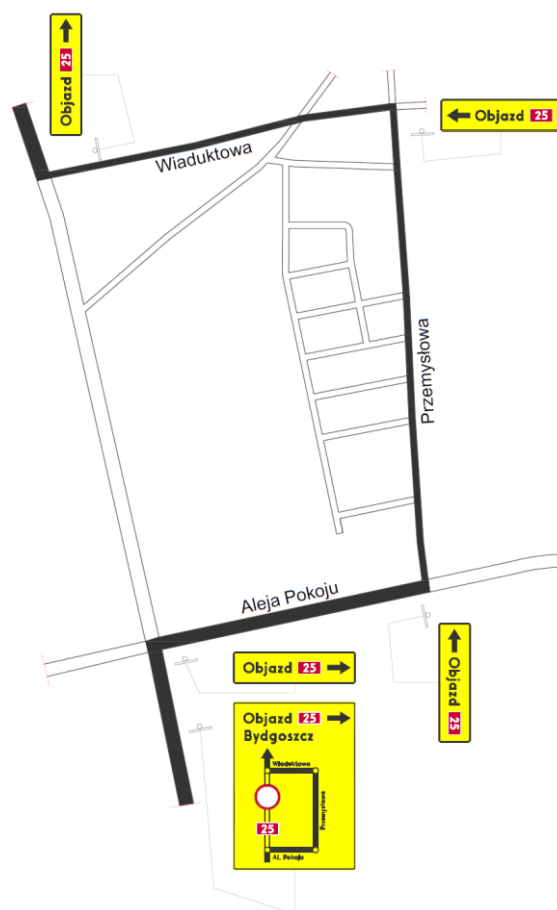 Objazd 25
Objazd 25
Wiaduktowa
Przemysłowa
Aleja Pokoju
Objazd 25
Objazd 25
Objazd 25
Bydgoszcz
Wiaduktowa
Przemysłowa
25
Al. Pokoju